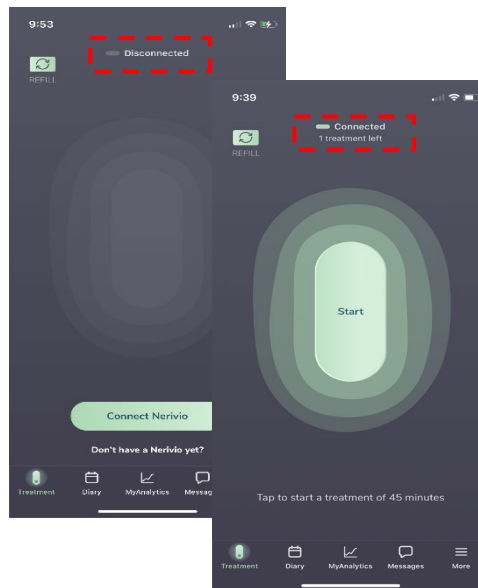 9:53
Disconnected
REFILL
Connect Nerivio
Don't have a Nerivio yet?
Treatment Diary MyAnalytics Messag
9:39
Connected
1 treatment left
REFILL
Start
Tap to start a treatment of 45 minutes
Treatment Diary MyAnalytics Messages More